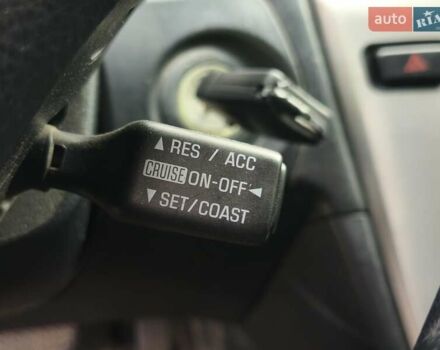 auto RIA
▲ RES / ACC
CRUISE ON-OFF ◄
▼ SET/COAST